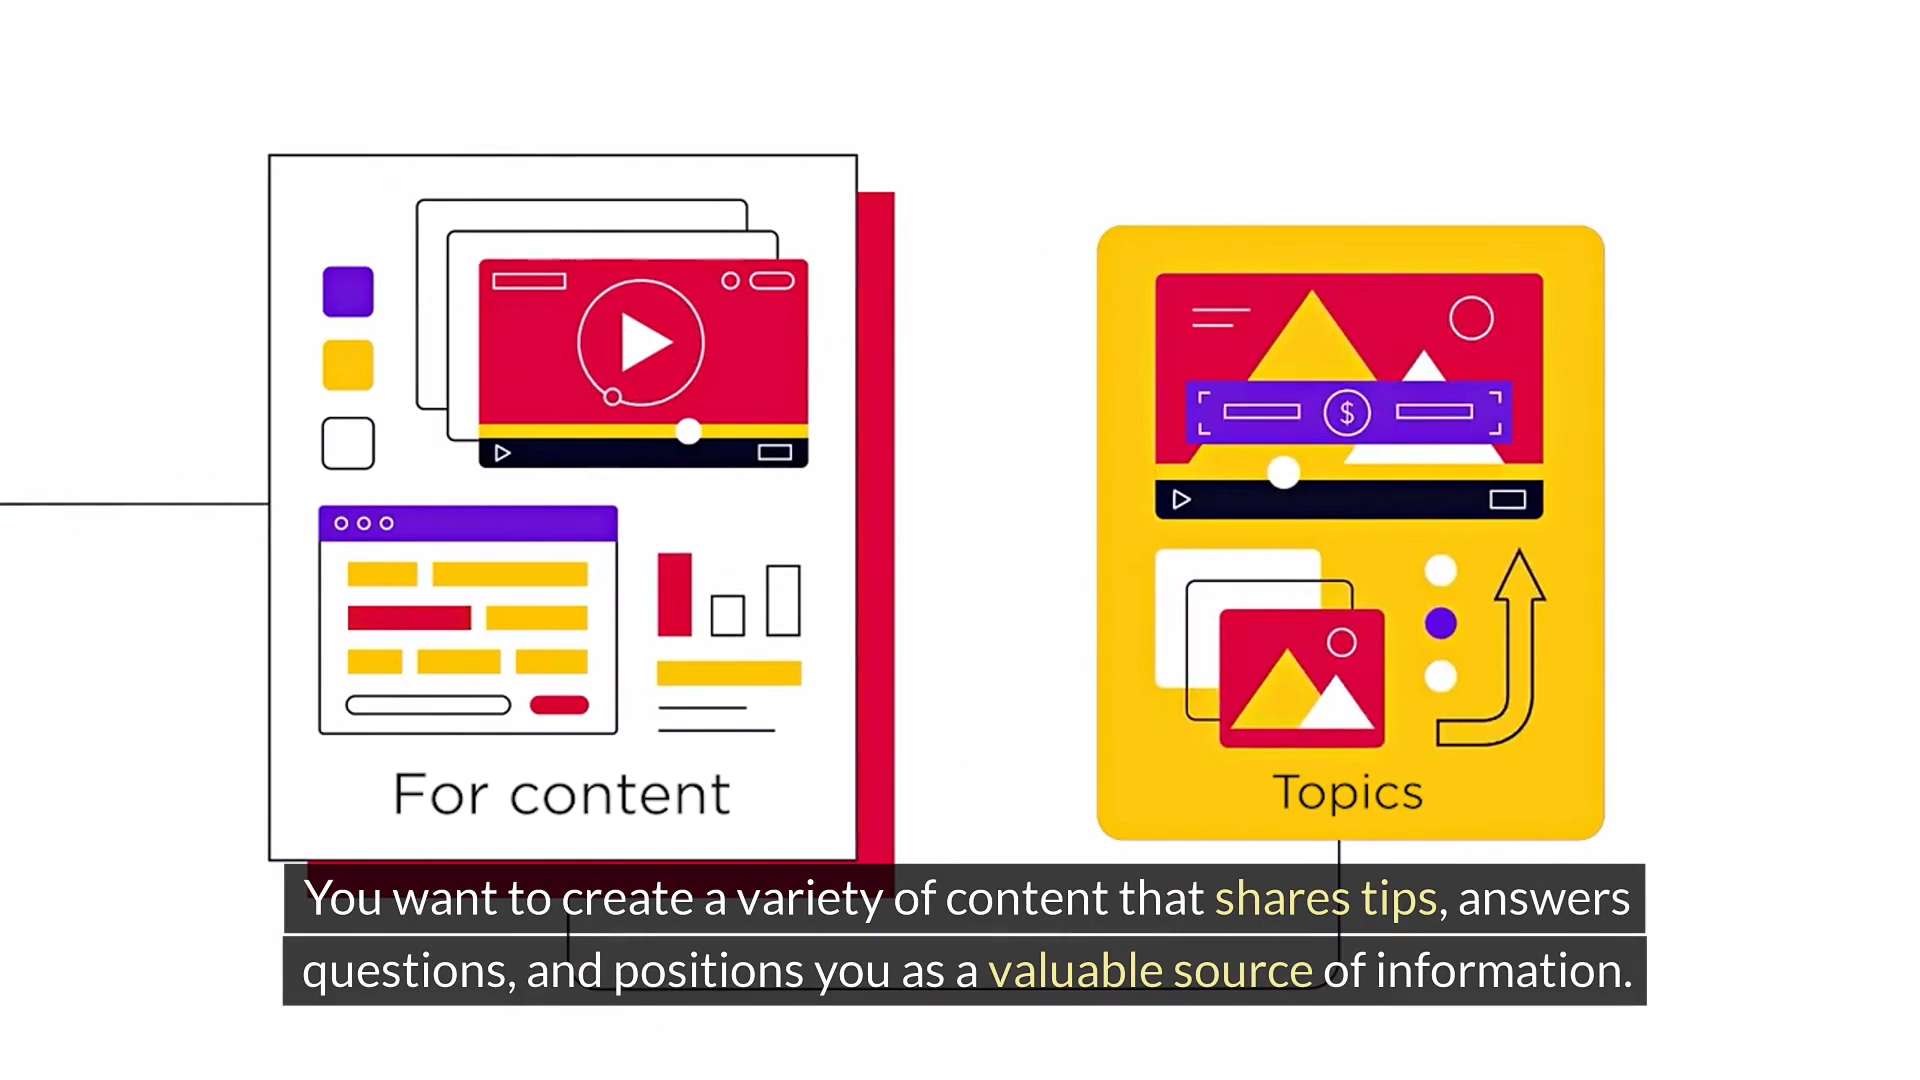 $
For content
Topics
You want to create a variety of content that shares tips, answers
questions, and positions you as a valuable source of information.